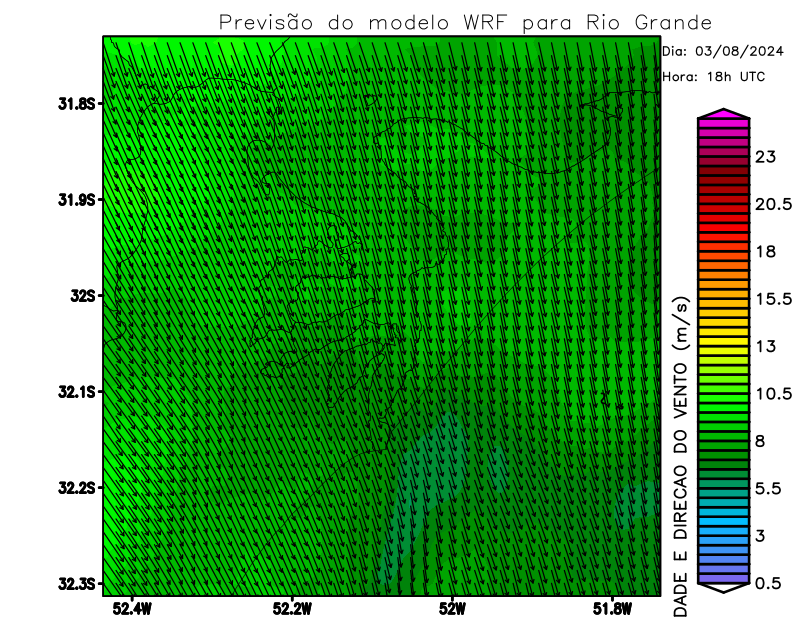 Previsão do modelo WRF para Rio Grande
Dia: 03/08/2024
Hora: 18h UTC
31.8S
31.9S
32S
32.1S
32.2S
32.3S
52.4W
52.2W
52W
51.8W
DADE E DIRECAO DO VENTO (m/s)
23
20.5
18
15.5
13
10.5
8
5.5
3
0.5